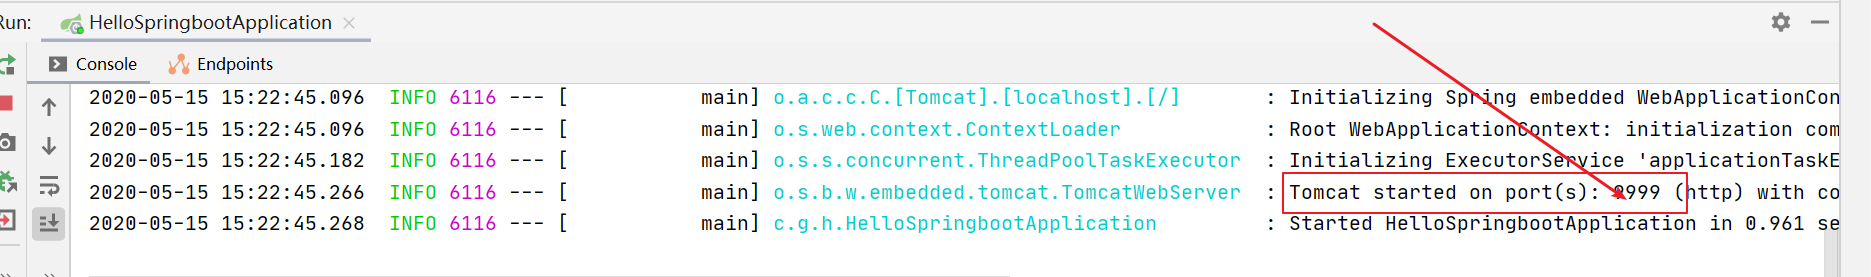 Run: HelloSpringbootApplication
Console Endpoints
2020-05-15 15:22:45.096 INFO 6116 --- [ main] o.a.c.c.C.[Tomcat].[localhost].[/] : Initializing Spring embedded WebApplicationCon
2020-05-15 15:22:45.096 INFO 6116 --- [ main] o.s.web.context.ContextLoader : Root WebApplicationContext: initialization com
2020-05-15 15:22:45.182 INFO 6116 --- [ main] o.s.s.concurrent.ThreadPoolTaskExecutor : Initializing ExecutorService 'applicationTaskE
2020-05-15 15:22:45.266 INFO 6116 --- [ main] o.s.b.w.embedded.tomcat.TomcatWebServer : Tomcat started on port(s): 9999 (http) with co
2020-05-15 15:22:45.268 INFO 6116 --- [ main] c.g.h.HelloSpringbootApplication : Started HelloSpringbootApplication in 0.961 se